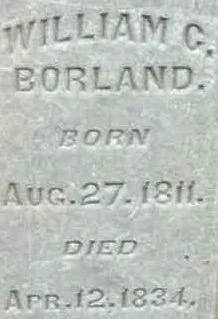 WILLIAM C.
BORLAND.
BORN
AUG. 27. 1811.
DIED
APR. 12, 1834.